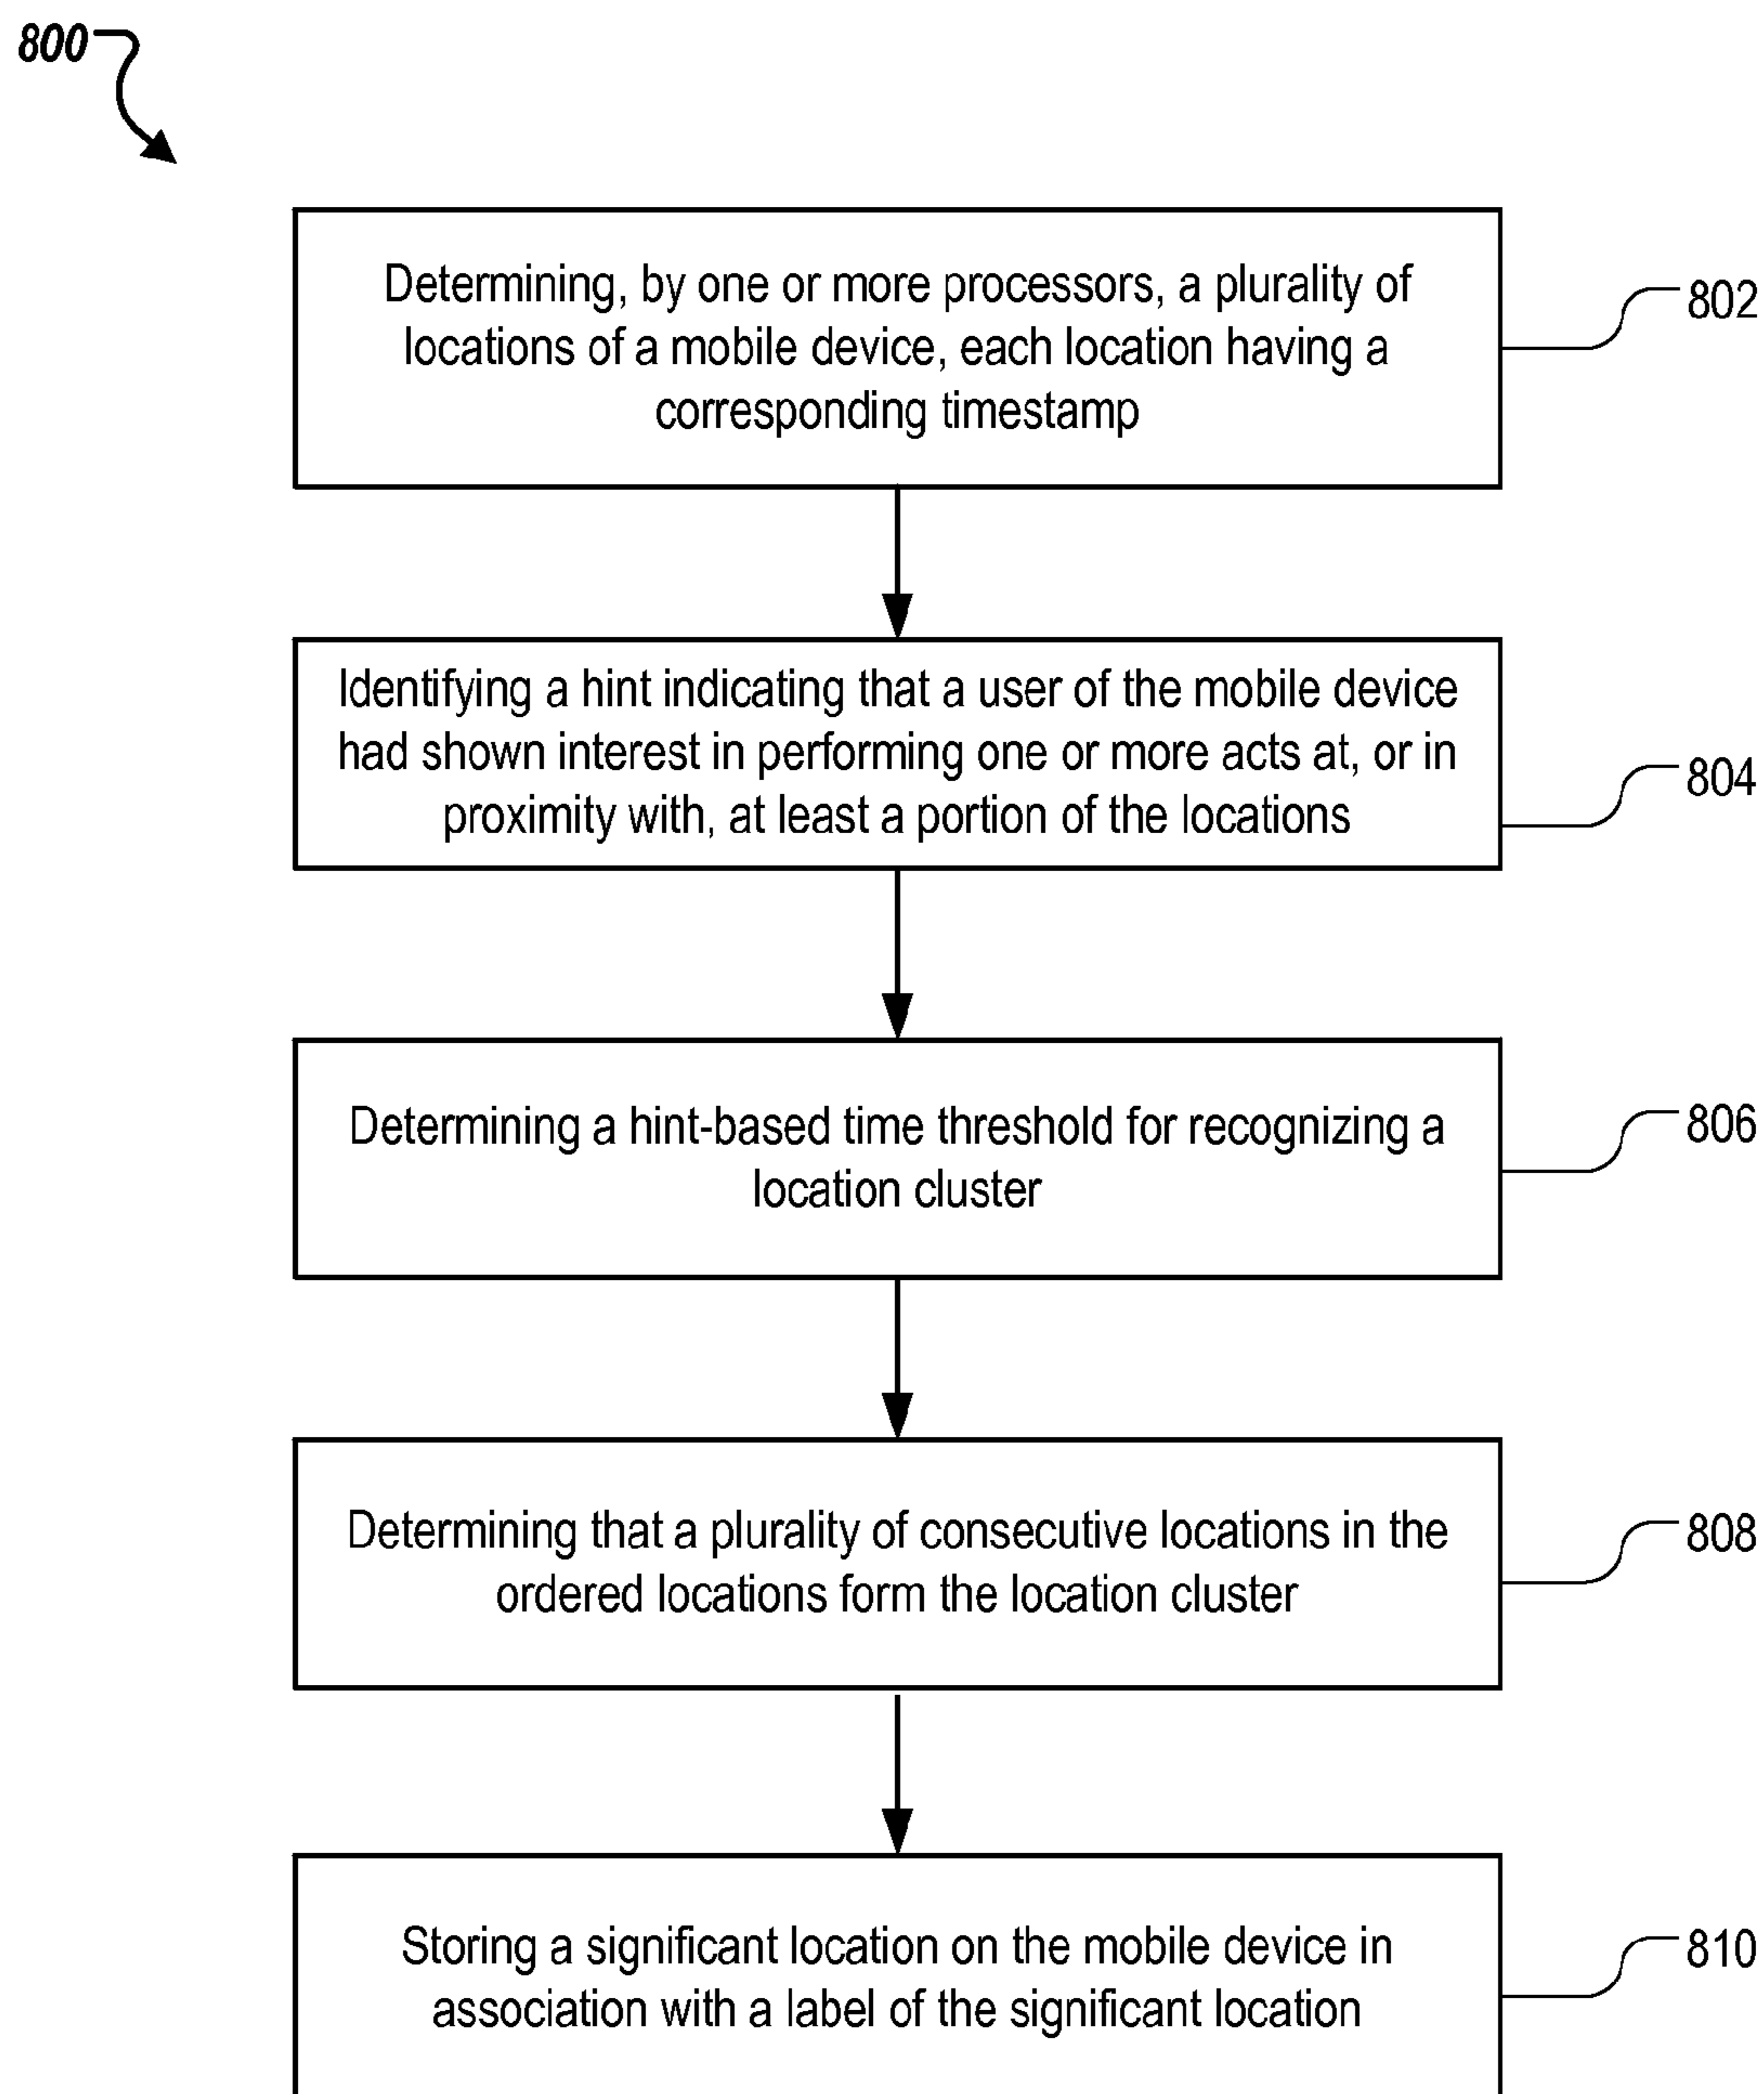 800
Determining, by one or more processors, a plurality of
locations of a mobile device, each location having a
corresponding timestamp
802
Identifying a hint indicating that a user of the mobile device
had shown interest in performing one or more acts at, or in
proximity with, at least a portion of the locations
804
Determining a hint-based time threshold for recognizing a
location cluster
806
Determining that a plurality of consecutive locations in the
ordered locations form the location cluster
808
Storing a significant location on the mobile device in
association with a label of the significant location
810